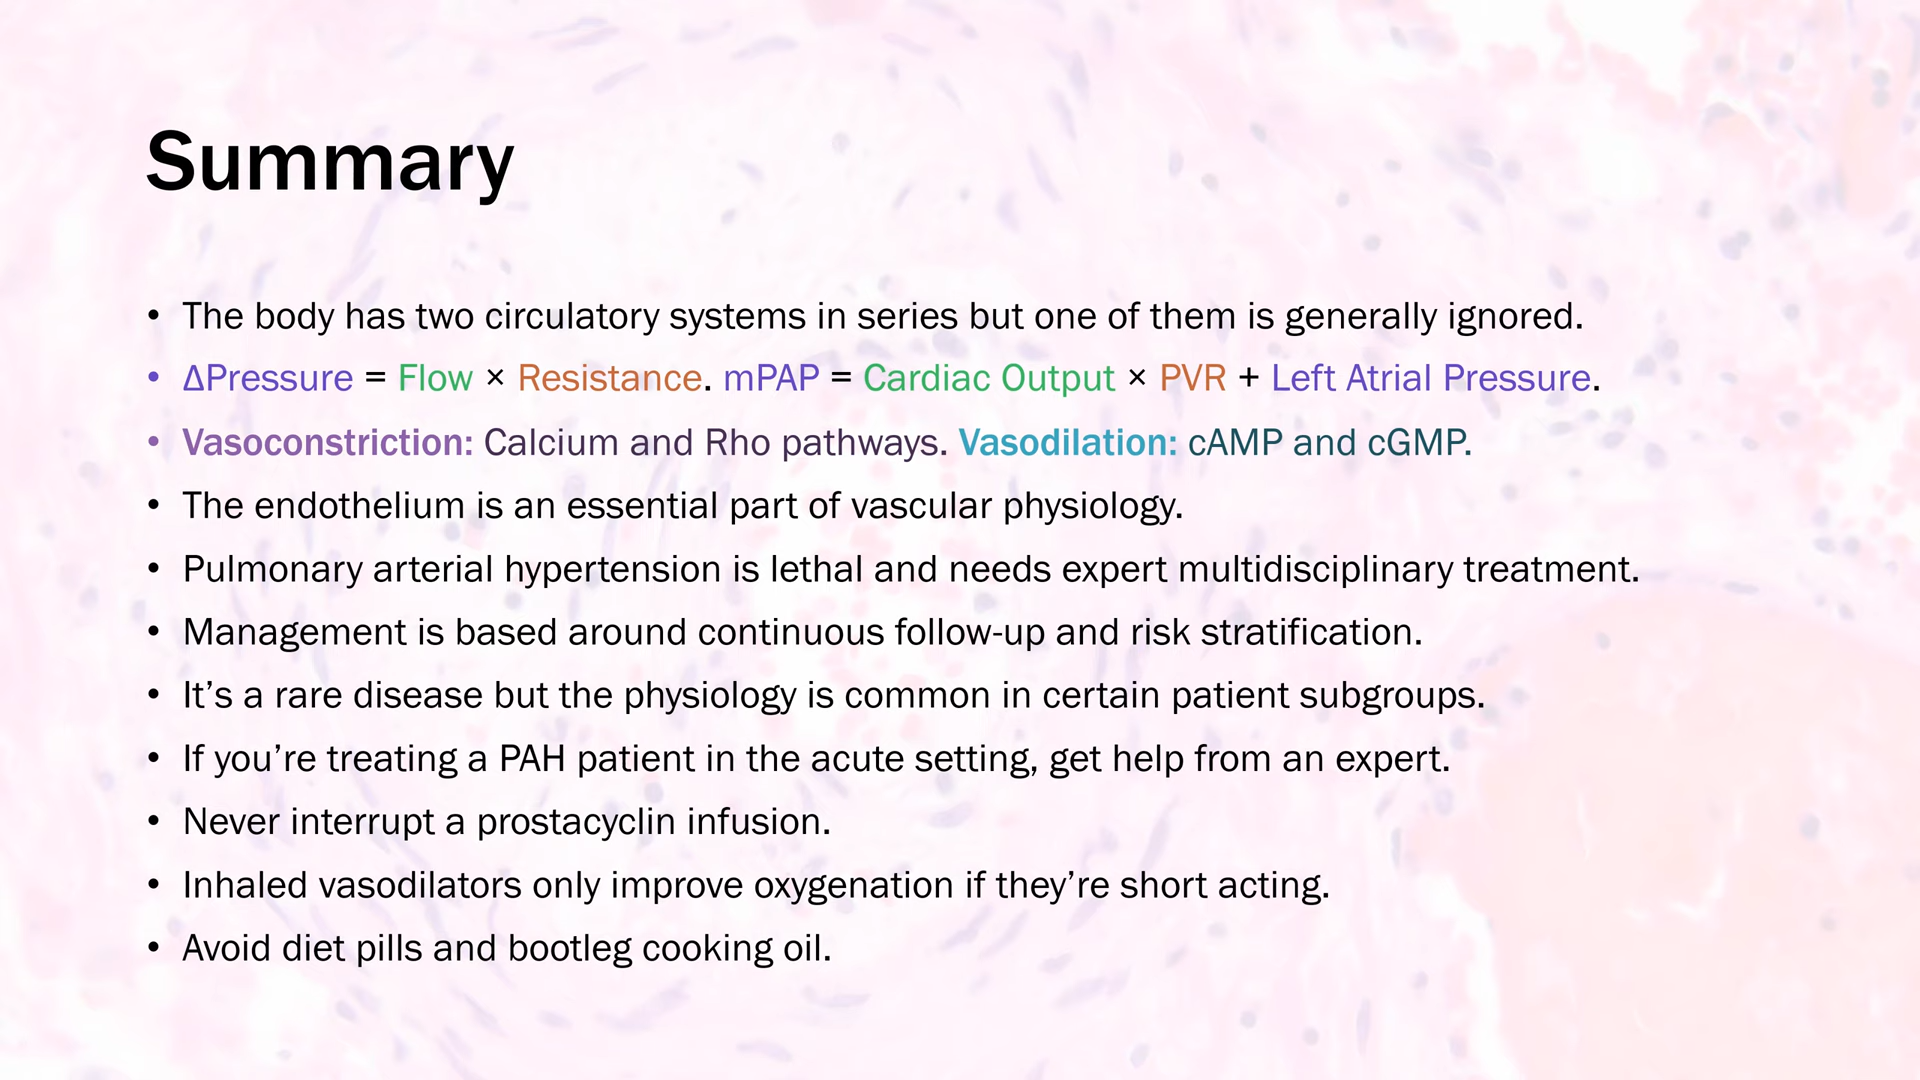 Summary
• The body has two circulatory systems in series but one of them is generally ignored.
• ΔPressure = Flow × Resistance. mPAP = Cardiac Output × PVR + Left Atrial Pressure.
• Vasoconstriction: Calcium and Rho pathways. Vasodilation: cAMP and cGMP.
• The endothelium is an essential part of vascular physiology.
• Pulmonary arterial hypertension is lethal and needs expert multidisciplinary treatment.
• Management is based around continuous follow-up and risk stratification.
• It’s a rare disease but the physiology is common in certain patient subgroups.
• If you’re treating a PAH patient in the acute setting, get help from an expert.
• Never interrupt a prostacyclin infusion.
• Inhaled vasodilators only improve oxygenation if they’re short acting.
• Avoid diet pills and bootleg cooking oil.